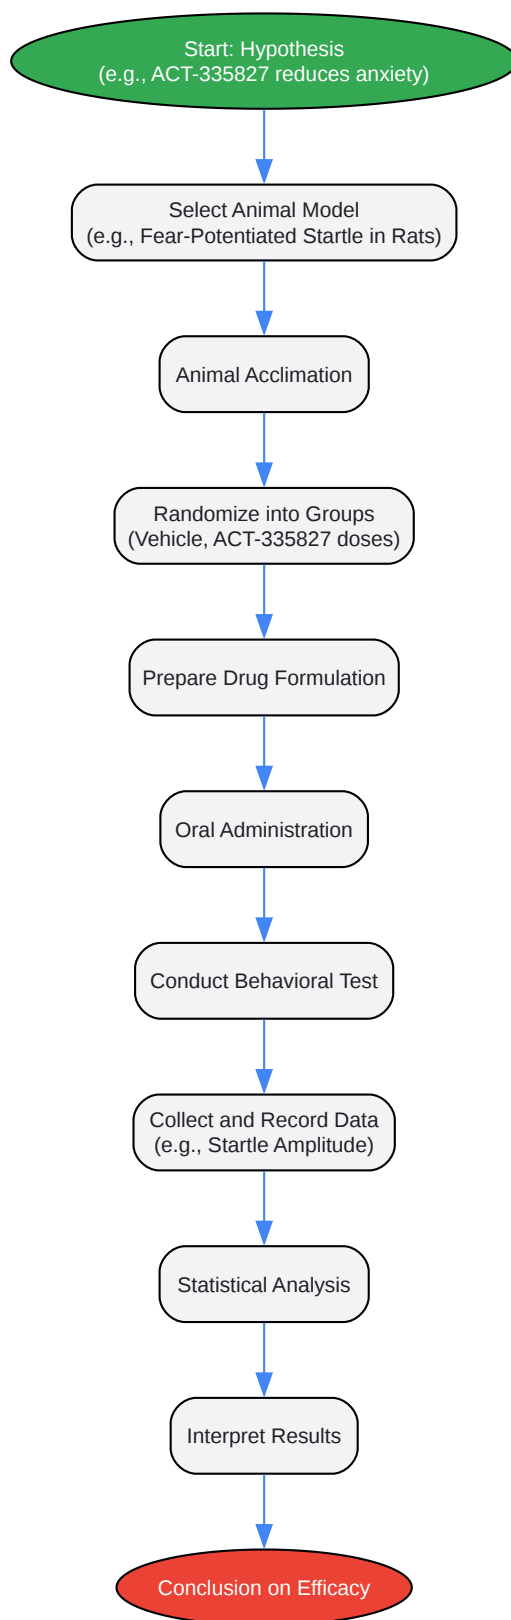 Start: Hypothesis
(e.g., ACT-335827 reduces anxiety)
Select Animal Model
(e.g., Fear-Potentiated Startle in Rats)
Animal Acclimation
Randomize into Groups
(Vehicle, ACT-335827 doses)
Prepare Drug Formulation
Oral Administration
Conduct Behavioral Test
Collect and Record Data
(e.g., Startle Amplitude)
Statistical Analysis
Interpret Results
Conclusion on Efficacy